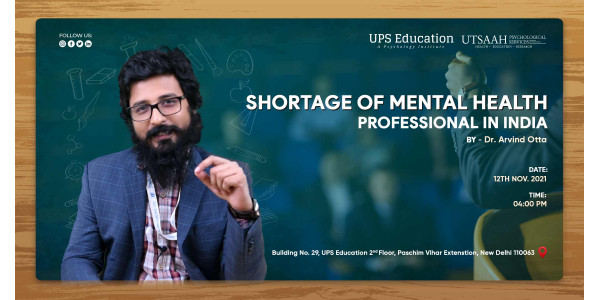 FOLLOW US
UPS Education
A Psychology Institute
UTSAAH PSYCHOLOGICAL SERVICES
HEALTH - EDUCATION - RESEARCH
SHORTAGE OF MENTAL HEALTH
PROFESSIONAL IN INDIA
BY - Dr. Arvind Otta
DATE:
12TH NOV. 2021
TIME:
04:00 PM
Building No. 29, UPS Education 2nd Floor, Paschim Vihar Extenstion, New Delhi 110063